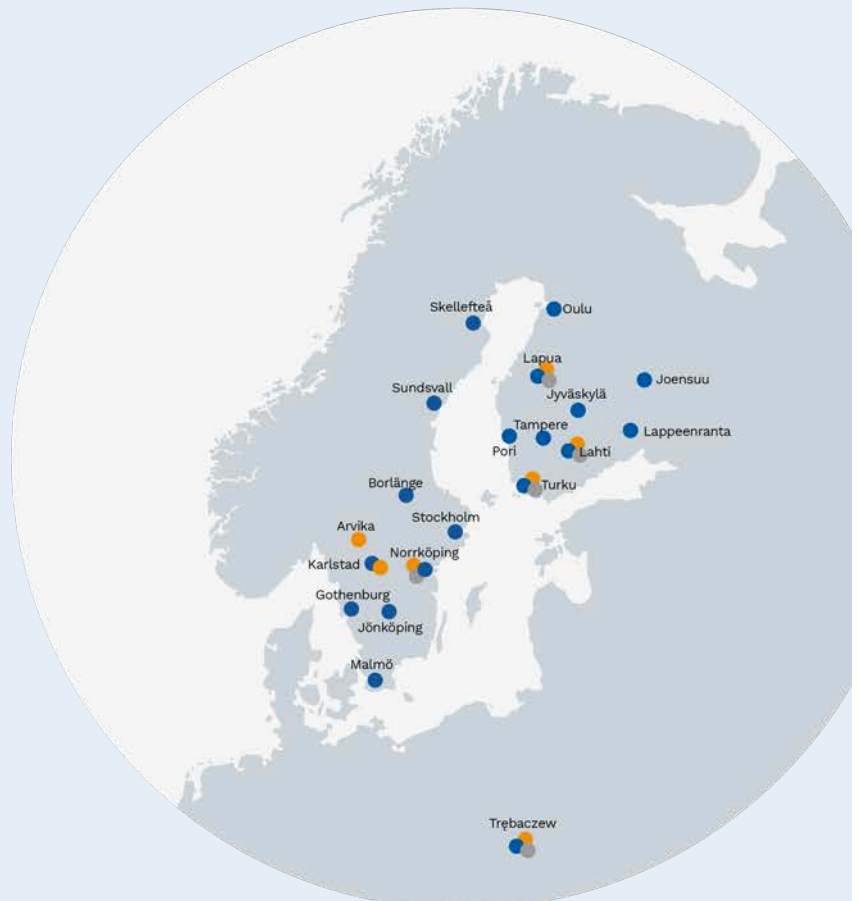 Skellefteå
Oulu
Lapua
Joensuu
Sundsvall
Jyväskylä
Tampere
Lappeenranta
Pori
Lahti
Borlänge
Turku
Stockholm
Arvika
Norrköping
Karlstad
Gothenburg
Jönköping
Malmö
Trębaczew